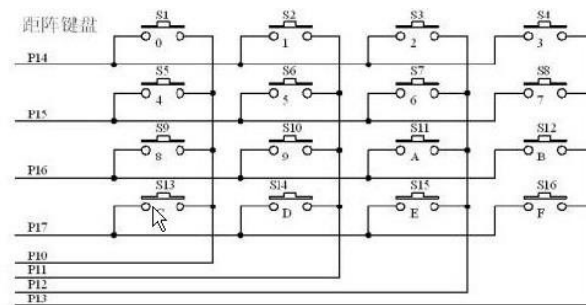 距阵键盘
S1 S2 S3 S4
0 1 2 3
P14
S5 S6 S7 S8
4 5 6 7
P15
S9 S10 S11 S12
8 9 A B
P16
S13 S14 S15 S16
D E F
P17
P10
P11
P12
P13